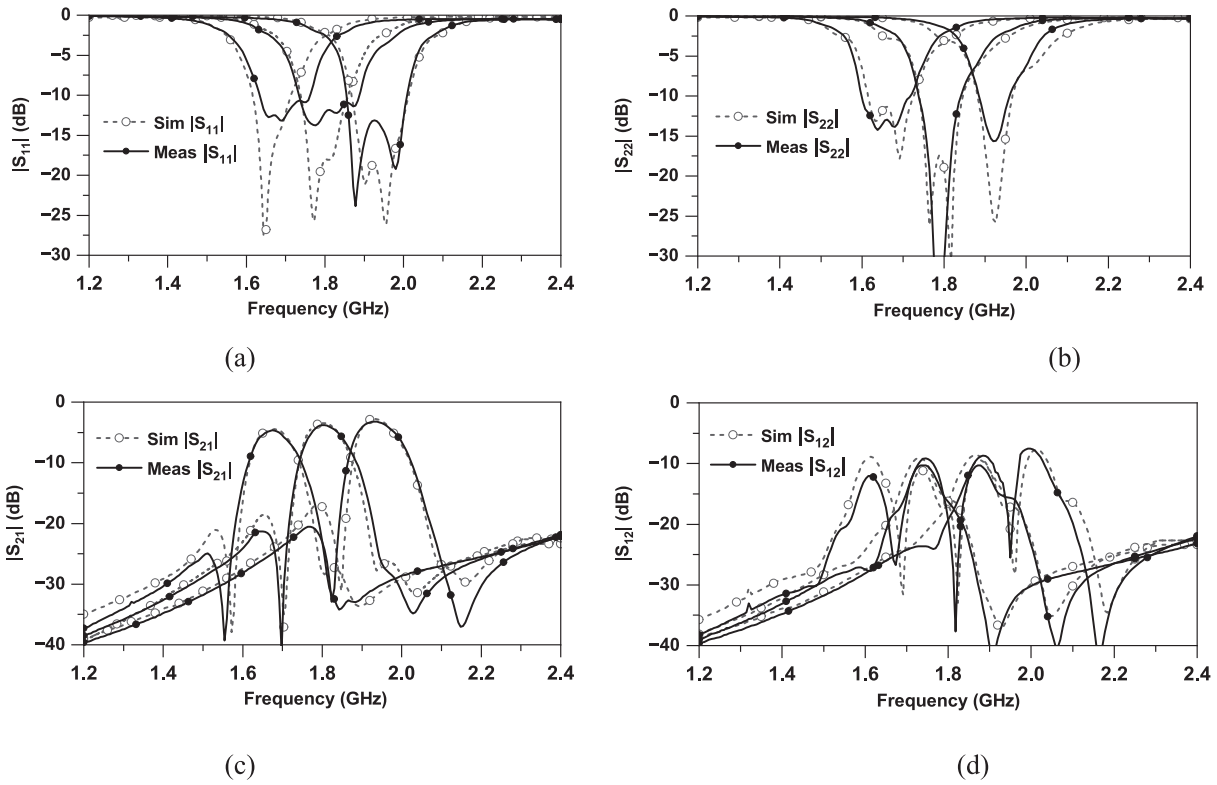 0
−5
−10
−15
−20
−25
−30
|S11| (dB)
Sim |S11|
Meas |S11|
1.2 1.4 1.6 1.8 2.0 2.2 2.4
Frequency (GHz)
(a)
0
−5
−10
−15
−20
−25
−30
|S22| (dB)
Sim |S22|
Meas |S22|
1.2 1.4 1.6 1.8 2.0 2.2 2.4
Frequency (GHz)
(b)
0
−10
−20
−30
−40
|S21| (dB)
Sim |S21|
Meas |S21|
1.2 1.4 1.6 1.8 2.0 2.2 2.4
Frequency (GHz)
(c)
0
−10
−20
−30
−40
|S12| (dB)
Sim |S12|
Meas |S12|
1.2 1.4 1.6 1.8 2.0 2.2 2.4
Frequency (GHz)
(d)